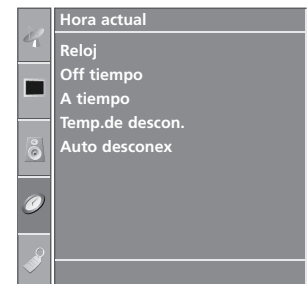 Hora actual
Reloj
Off tiempo
A tiempo
Temp.de descon.
Auto desconex